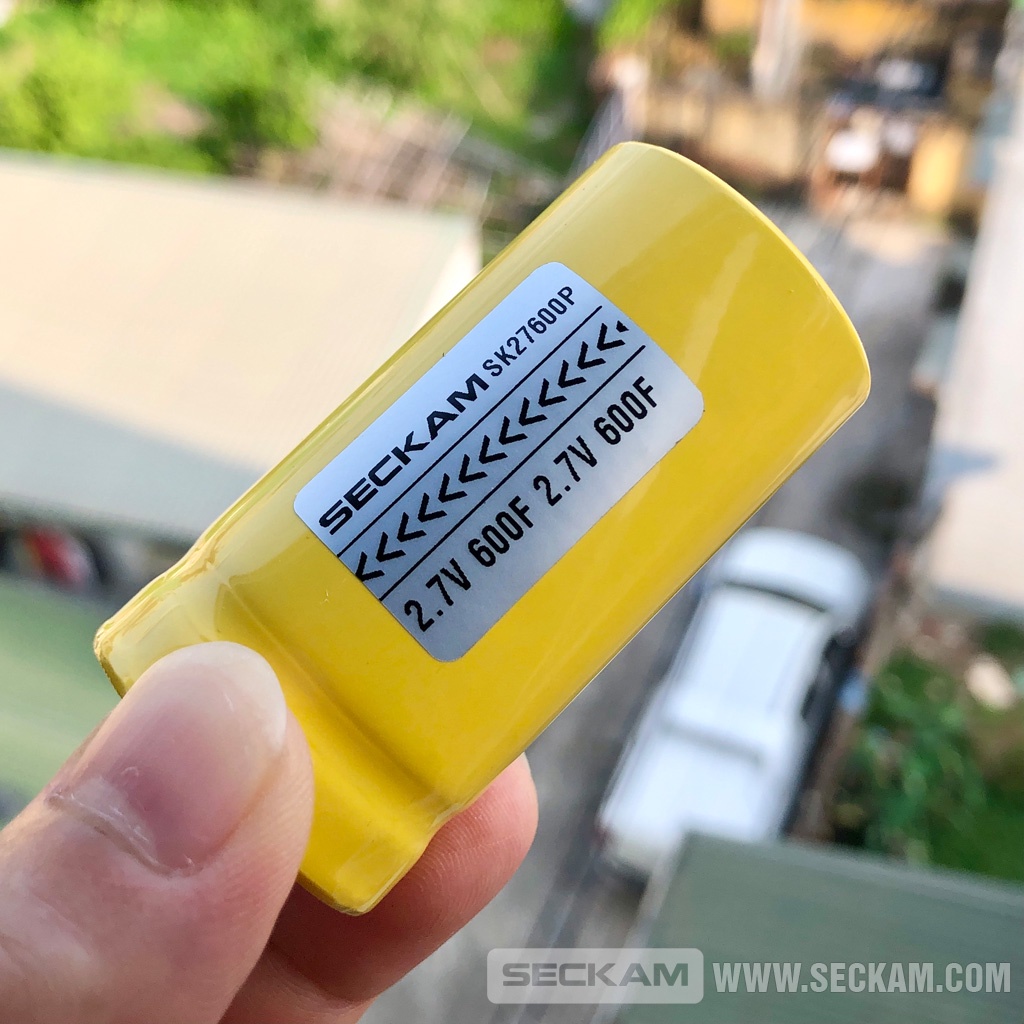 SECKAM SK27600P
2.7V 600F 2.7V 600F
SECKAM WWW.SECKAM.COM